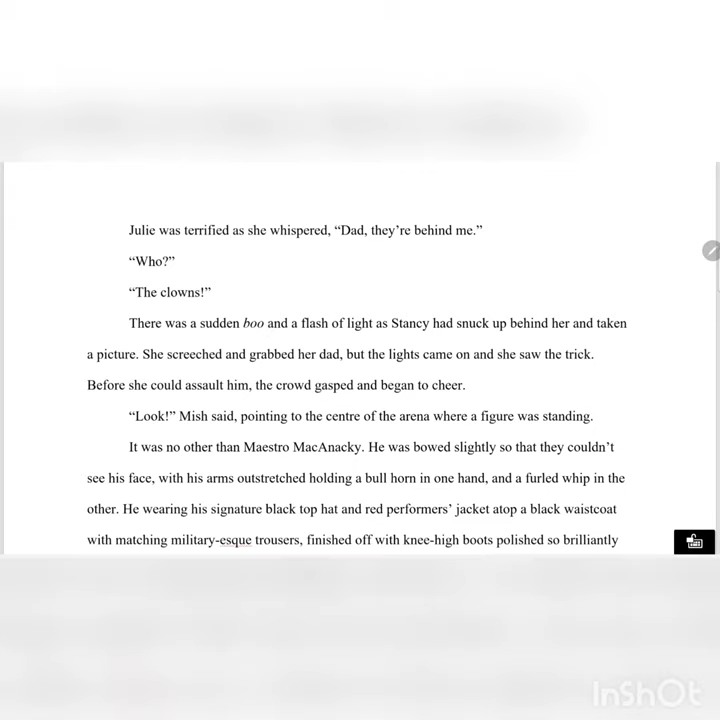 Julie was terrified as she whispered, “Dad, they’re behind me.”
“Who?”
“The clowns!”
There was a sudden boo and a flash of light as Stancy had snuck up behind her and taken
a picture. She screeched and grabbed her dad, but the lights came on and she saw the trick.
Before she could assault him, the crowd gasped and began to cheer.
“Look!” Mish said, pointing to the centre of the arena where a figure was standing.
It was no other than Maestro MacAnacky. He was bowed slightly so that they couldn’t
see his face, with his arms outstretched holding a bull horn in one hand, and a furled whip in the
other. He wearing his signature black top hat and red performers’ jacket atop a black waistcoat
with matching military-esque trousers, finished off with knee-high boots polished so brilliantly
InShOt